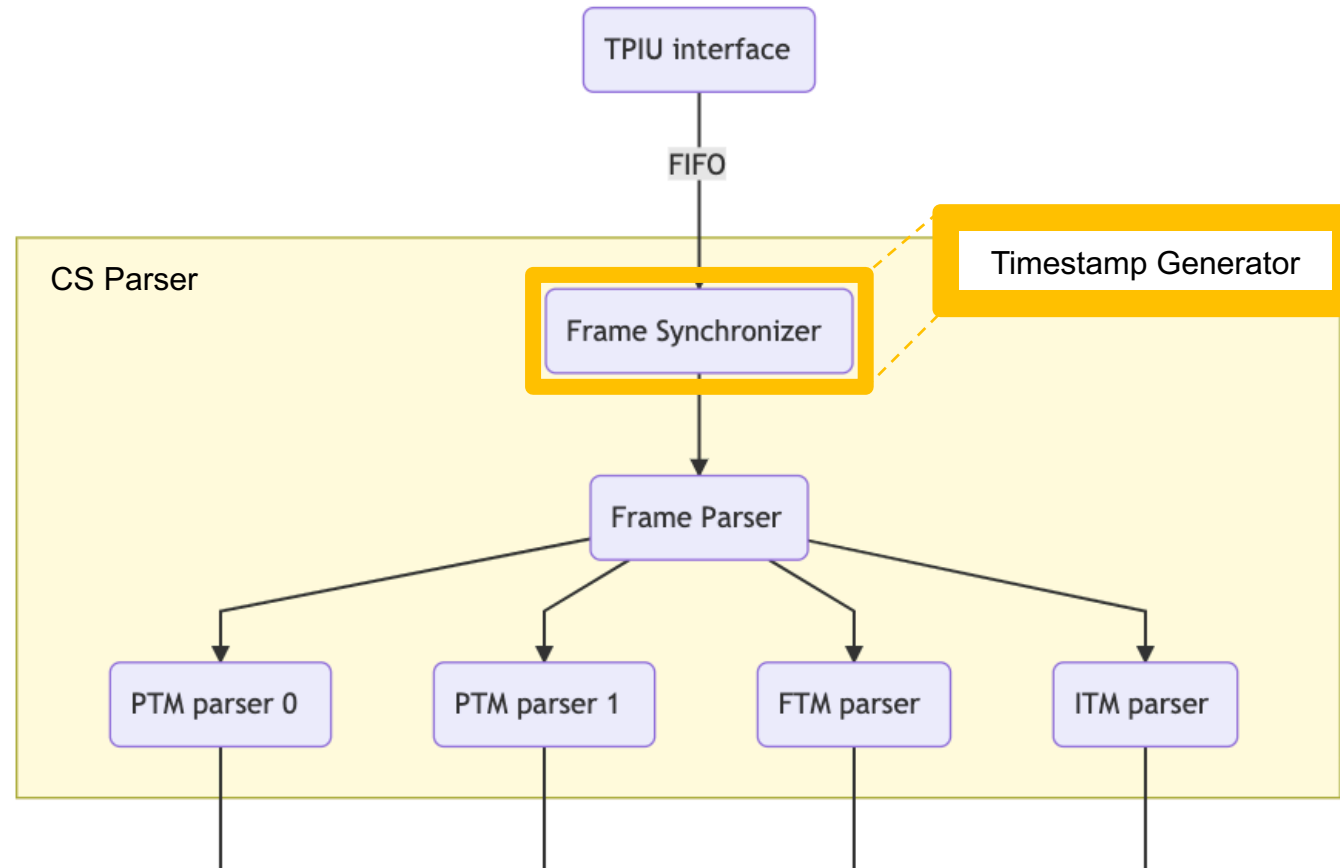 TPIU interface
FIFO
CS Parser
Timestamp Generator
Frame Synchronizer
Frame Parser
PTM parser 0
PTM parser 1
FTM parser
ITM parser